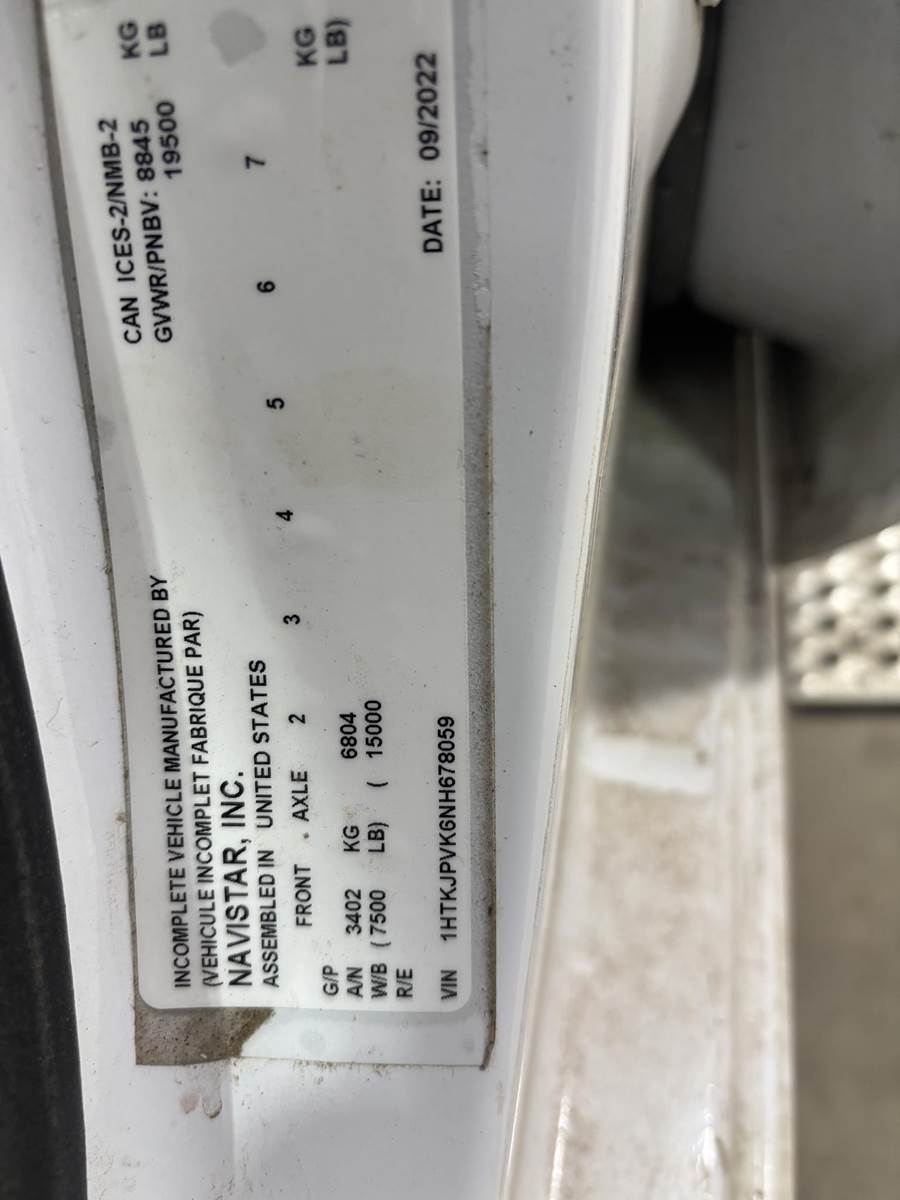 INCOMPLETE VEHICLE MANUFACTURED BY
(VEHICULE INCOMPLET FABRIQUE PAR)
NAVISTAR, INC.
ASSEMBLED IN UNITED STATES
CAN ICES-2/NMB-2
GVWR/PNBV: 8845 KG
19500 LB
FRONT AXLE 2 3 4 5 6 7
G/P
A/N 3402 KG 6804 KG
W/B ( 7500 LB) ( 15000 LB)
R/E
VIN 1HTKJPVK6NH678059 DATE: 09/2022